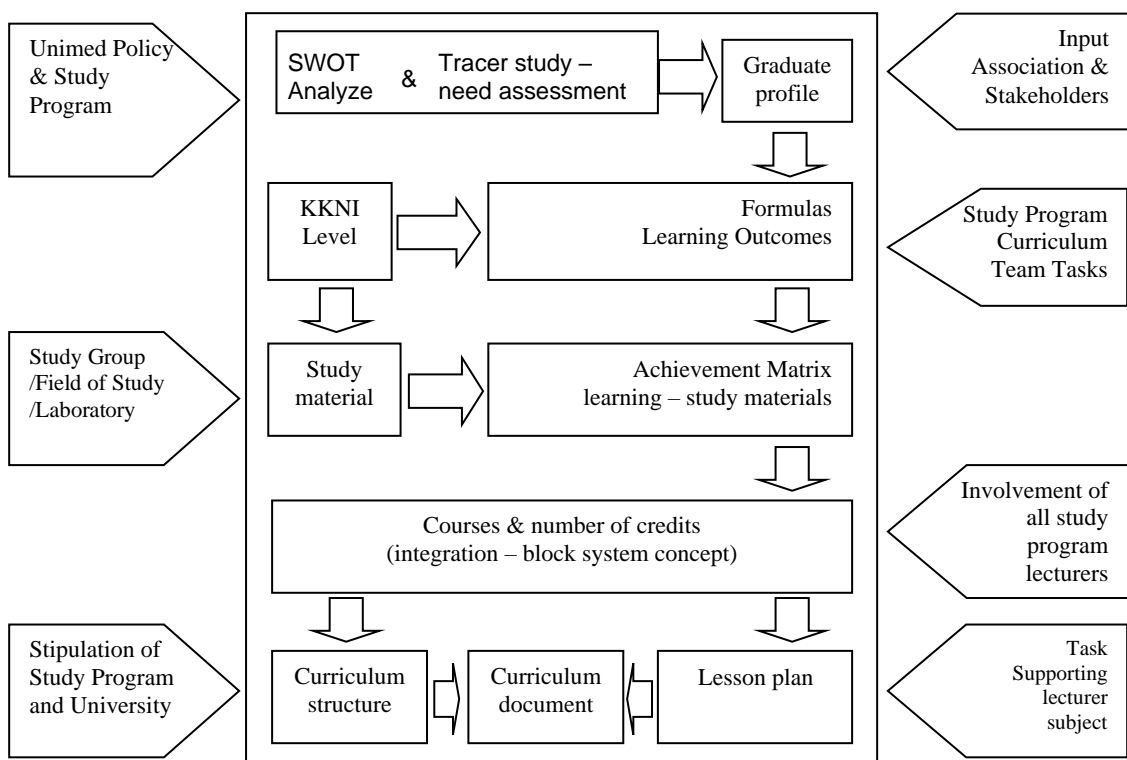 Unimed Policy
& Study
Program
SWOT
Analyze
&
Tracer study –
need assessment
Graduate
profile
Input
Association &
Stakeholders
KKNI
Level
Formulas
Learning Outcomes
Study Program
Curriculum
Team Tasks
Study Group
/Field of Study
/Laboratory
Study
material
Achievement Matrix
learning – study materials
Courses & number of credits
(integration – block system concept)
Involvement of
all study
program
lecturers
Stipulation of
Study Program
and University
Curriculum
structure
Curriculum
document
Lesson plan
Task
Supporting
lecturer
subject